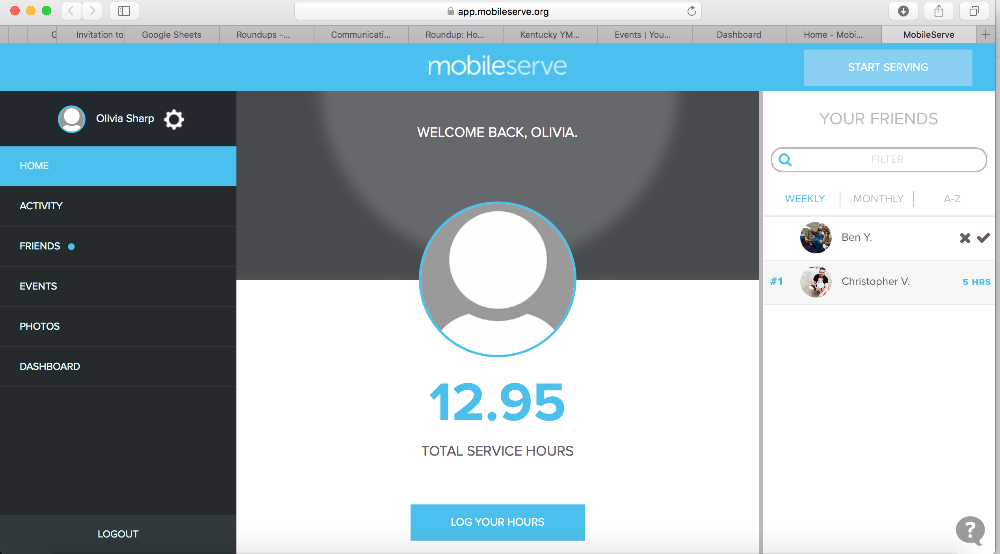 app.mobileserve.org
Invitation to
Google Sheets
Roundups -...
Communicati...
Roundup: Ho...
Kentucky YM...
Events | You...
Dashboard
Home - Mobi...
MobileServe
mobileserve
START SERVING
Olivia Sharp
HOME
ACTIVITY
FRIENDS
EVENTS
PHOTOS
DASHBOARD
LOGOUT
WELCOME BACK, OLIVIA.
12.95
TOTAL SERVICE HOURS
LOG YOUR HOURS
YOUR FRIENDS
FILTER
WEEKLY | MONTHLY | A-Z
Ben Y.
#1 Christopher V. 5 HRS
?